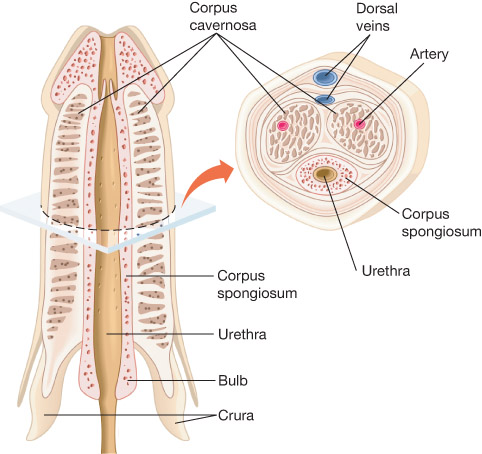 Corpus
cavernosa
Dorsal
veins
Artery
Corpus
spongiosum
Urethra
Corpus
spongiosum
Urethra
Bulb
Crura